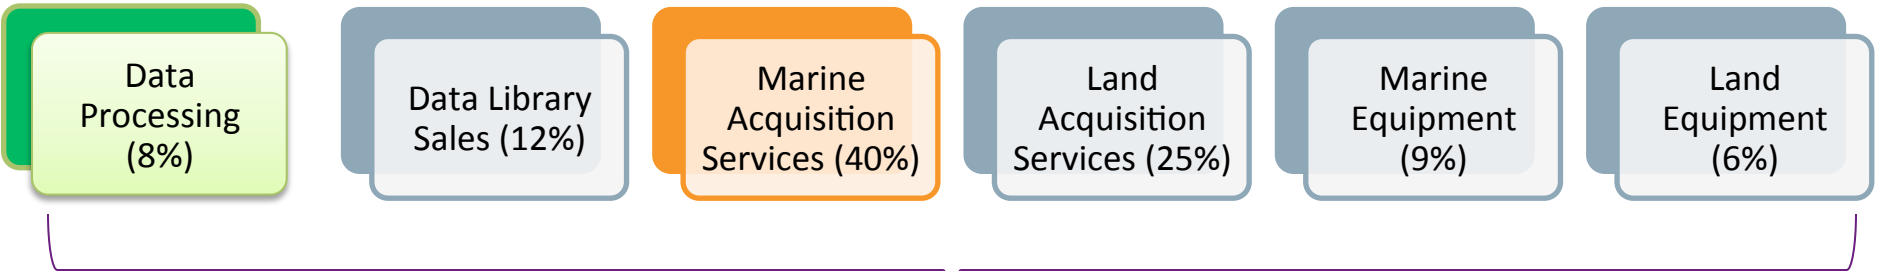 Data
Processing
(8%)
Data Library
Sales (12%)
Marine
Acquisition
Services (40%)
Land
Acquisition
Services (25%)
Marine
Equipment
(9%)
Land
Equipment
(6%)